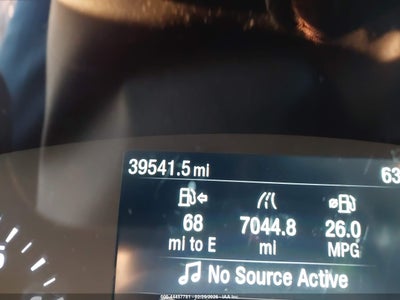 39541.5 mi
63
68
7044.8
26.0
mi to E
mi
MPG
No Source Active